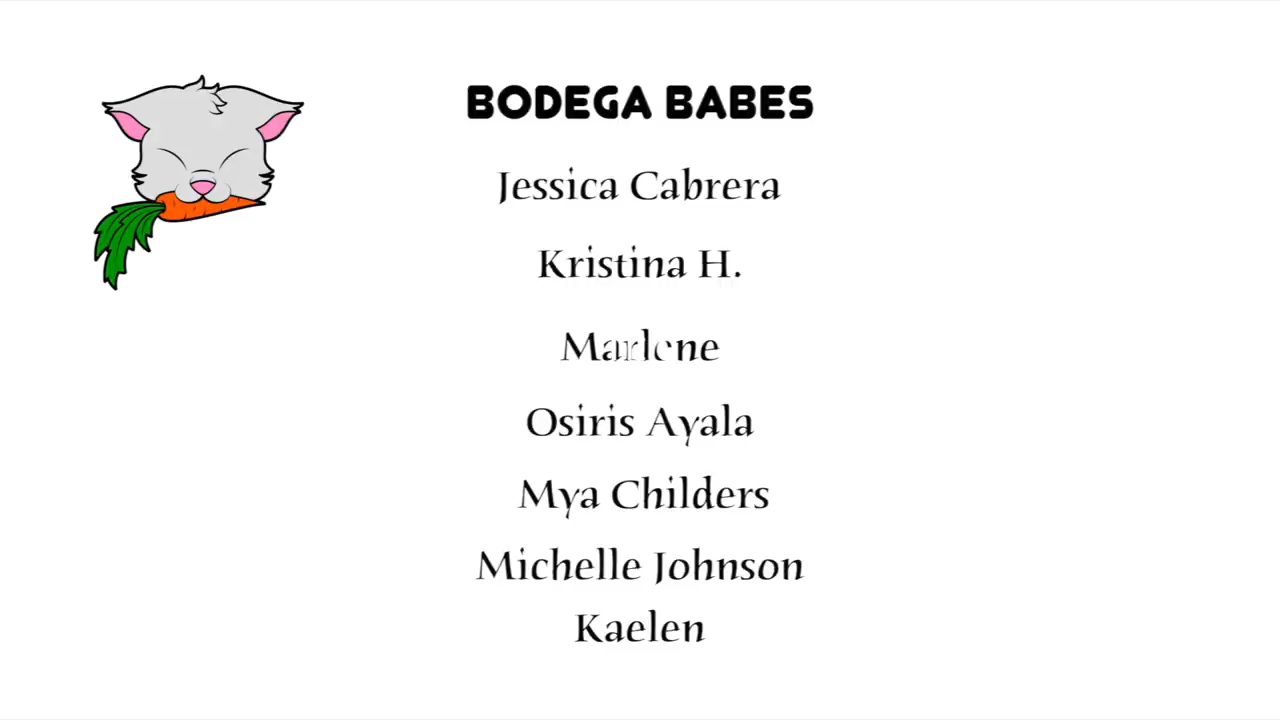 BODEGA BABES
Jessica Cabrera
Kristina H.
Marlene
Osiris Ayala
Mya Childers
Michelle Johnson
Kaelen